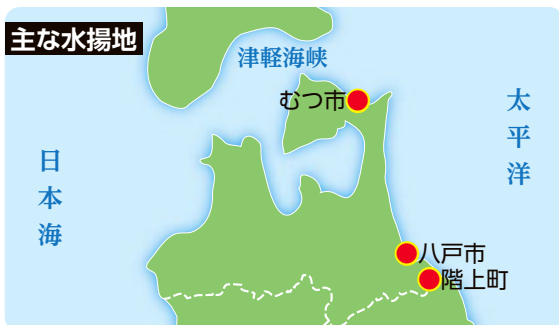 主な水揚地
津軽海峡
むつ市
太平洋
日本海
八戸市
階上町